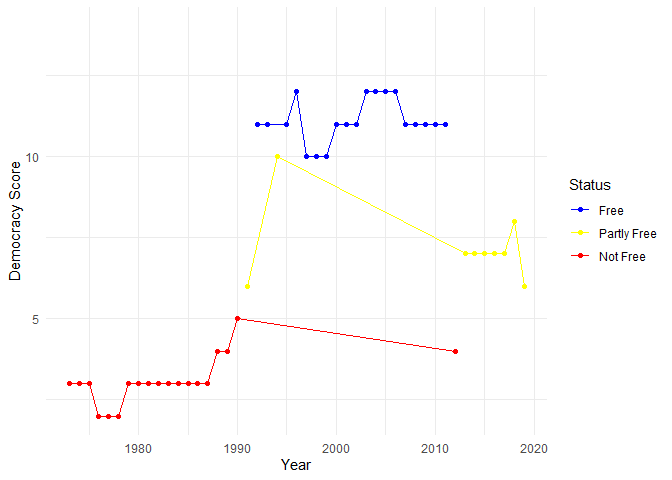 Democracy Score
10
5
1980
1990
2000
2010
2020
Year
Status
Free
Partly Free
Not Free